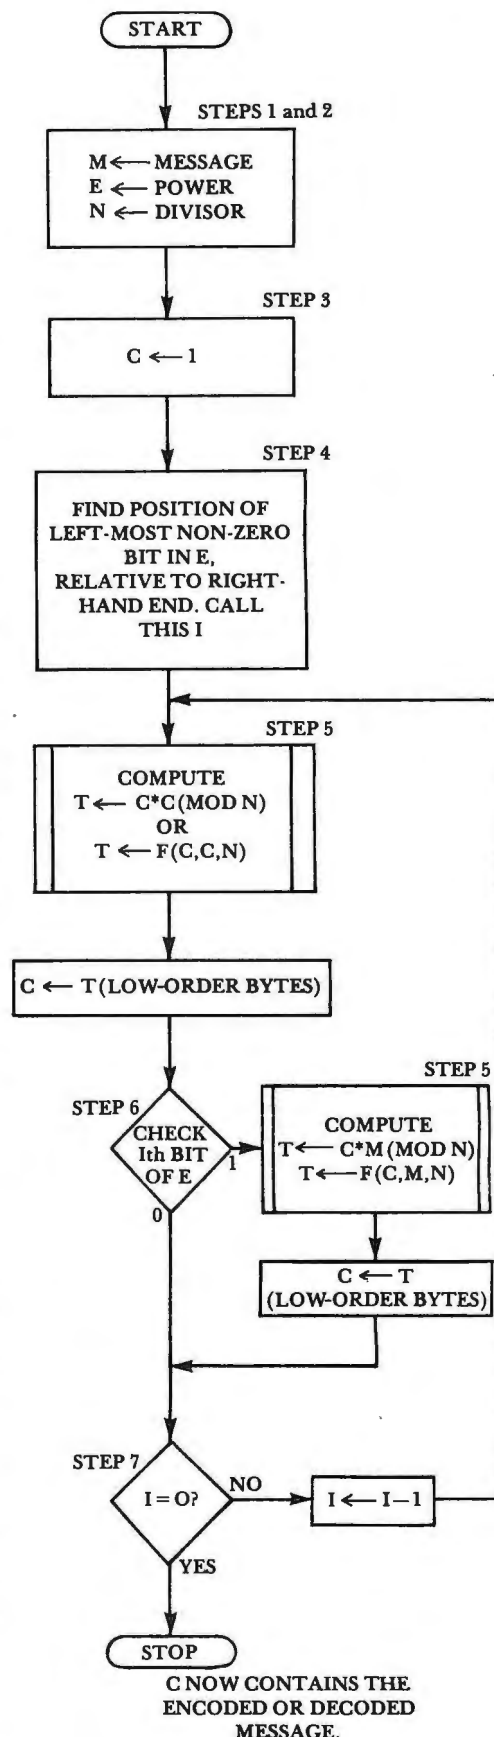 START
STEPS 1 and 2
M ← MESSAGE
E ← POWER
N ← DIVISOR
STEP 3
C ← 1
STEP 4
FIND POSITION OF
LEFT-MOST NON-ZERO
BIT IN E,
RELATIVE TO RIGHT-
HAND END. CALL
THIS I
STEP 5
COMPUTE
T ← C*C(MOD N)
OR
T ← F(C,C,N)
C ← T(LOW-ORDER BYTES)
STEP 6
CHECK
Ith BIT
OF E
1
0
STEP 5
COMPUTE
T ← C*M(MOD N)
T ← F(C,M,N)
C ← T
(LOW-ORDER BYTES)
STEP 7
I = O?
NO
I ← I–1
YES
STOP
C NOW CONTAINS THE
ENCODED OR DECODED
MESSAGE.